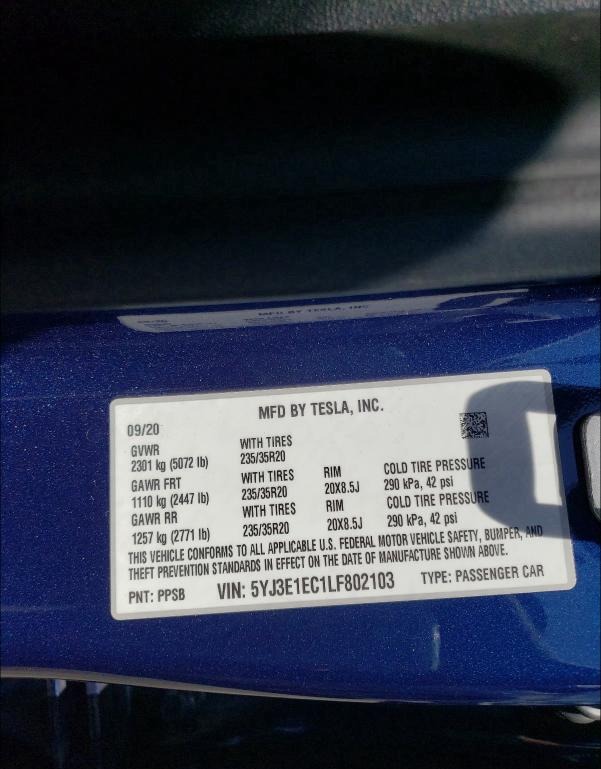 MFD BY TESLA, INC.
MFD BY TESLA, INC.
09/20
GVWR WITH TIRES
2301 kg (5072 lb) 235/35R20
GAWR FRT WITH TIRES RIM COLD TIRE PRESSURE
1110 kg (2447 lb) 235/35R20 20X8.5J 290 kPa, 42 psi
GAWR RR WITH TIRES RIM COLD TIRE PRESSURE
1257 kg (2771 lb) 235/35R20 20X8.5J 290 kPa, 42 psi
THIS VEHICLE CONFORMS TO ALL APPLICABLE U.S. FEDERAL MOTOR VEHICLE SAFETY, BUMPER, AND
THEFT PREVENTION STANDARDS IN EFFECT ON THE DATE OF MANUFACTURE SHOWN ABOVE.
PNT: PPSB VIN: 5YJ3E1EC1LF802103 TYPE: PASSENGER CAR